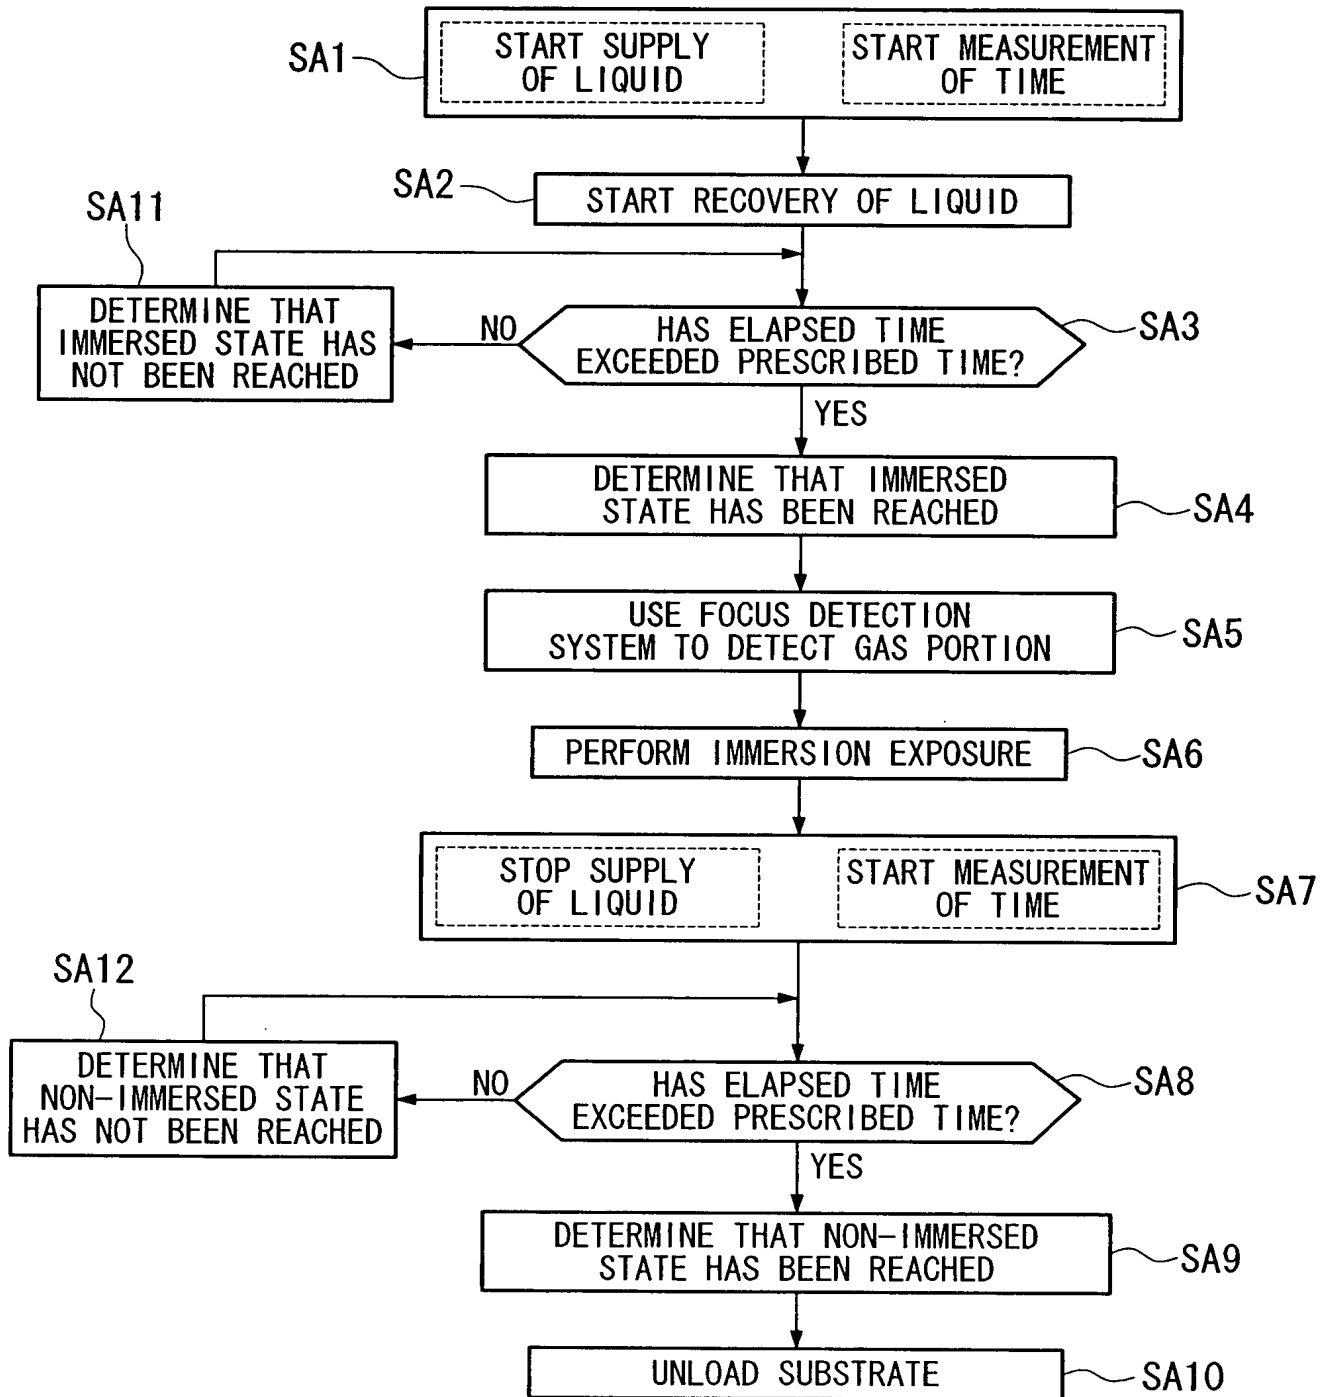 SA1
START SUPPLY
OF LIQUID
START MEASUREMENT
OF TIME
SA2
START RECOVERY OF LIQUID
SA11
DETERMINE THAT
IMMERSED STATE HAS
NOT BEEN REACHED
NO
HAS ELAPSED TIME
EXCEEDED PRESCRIBED TIME?
SA3
YES
DETERMINE THAT IMMERSED
STATE HAS BEEN REACHED
SA4
USE FOCUS DETECTION
SYSTEM TO DETECT GAS PORTION
SA5
PERFORM IMMERSION EXPOSURE
SA6
STOP SUPPLY
OF LIQUID
START MEASUREMENT
OF TIME
SA7
SA12
DETERMINE THAT
NON-IMMERSED STATE
HAS NOT BEEN REACHED
NO
HAS ELAPSED TIME
EXCEEDED PRESCRIBED TIME?
SA8
YES
DETERMINE THAT NON-IMMERSED
STATE HAS BEEN REACHED
SA9
UNLOAD SUBSTRATE
SA10